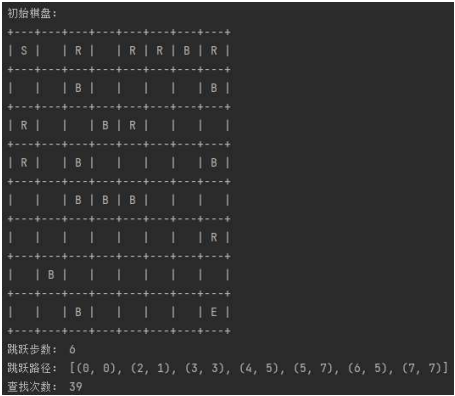 初始棋盘:
+---+---+---+---+---+---+---+---+
| S |   | R |   | R | R | B | R |
+---+---+---+---+---+---+---+---+
|   |   | B |   |   |   |   | B |
+---+---+---+---+---+---+---+---+
| R |   |   | B | R |   |   |   |
+---+---+---+---+---+---+---+---+
| R |   | B |   |   |   |   | B |
+---+---+---+---+---+---+---+---+
|   |   | B | B | B |   |   |   |
+---+---+---+---+---+---+---+---+
|   |   |   |   |   |   |   | R |
+---+---+---+---+---+---+---+---+
|   | B |   |   |   |   |   |   |
+---+---+---+---+---+---+---+---+
|   |   | B |   |   |   |   | E |
+---+---+---+---+---+---+---+---+
跳跃步数: 6
跳跃路径: [(0, 0), (2, 1), (3, 3), (4, 5), (5, 7), (6, 5), (7, 7)]
查找次数: 39